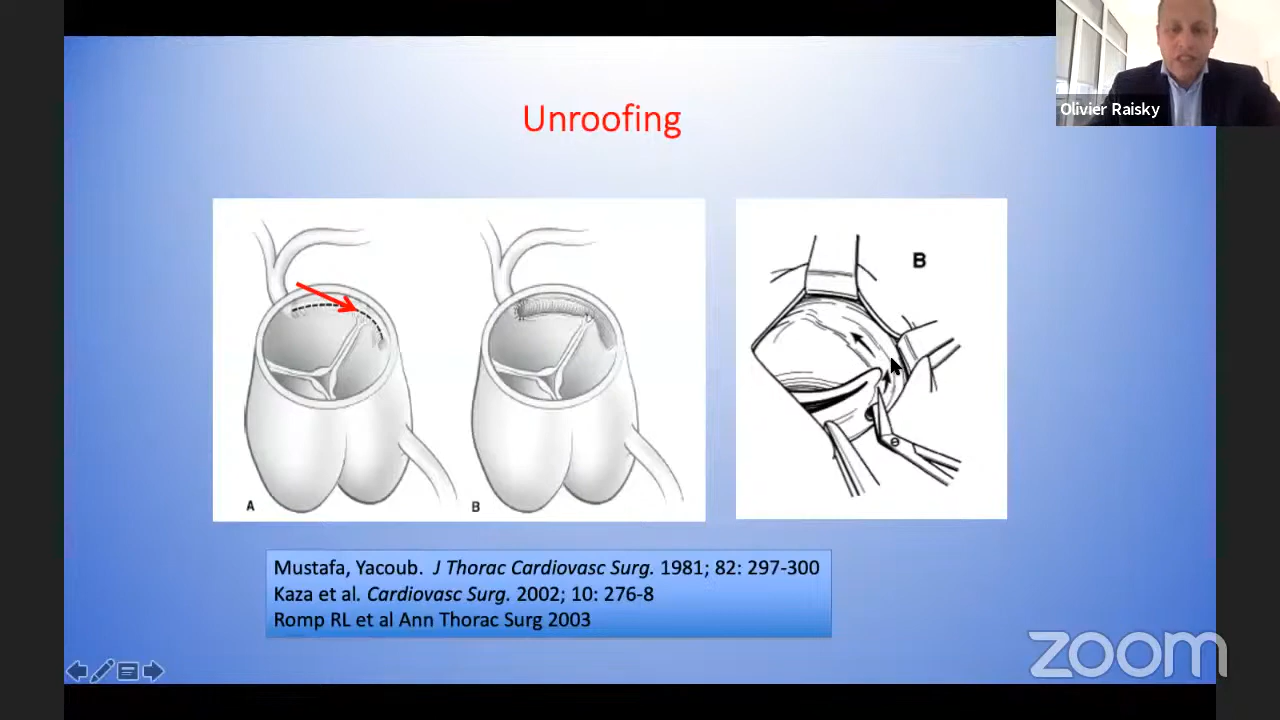 Olivier Raisky
Unroofing
A
B
B
Mustafa, Yacoub. J Thorac Cardiovasc Surg. 1981; 82: 297-300
Kaza et al. Cardiovasc Surg. 2002; 10: 276-8
Romp RL et al Ann Thorac Surg 2003
zoom